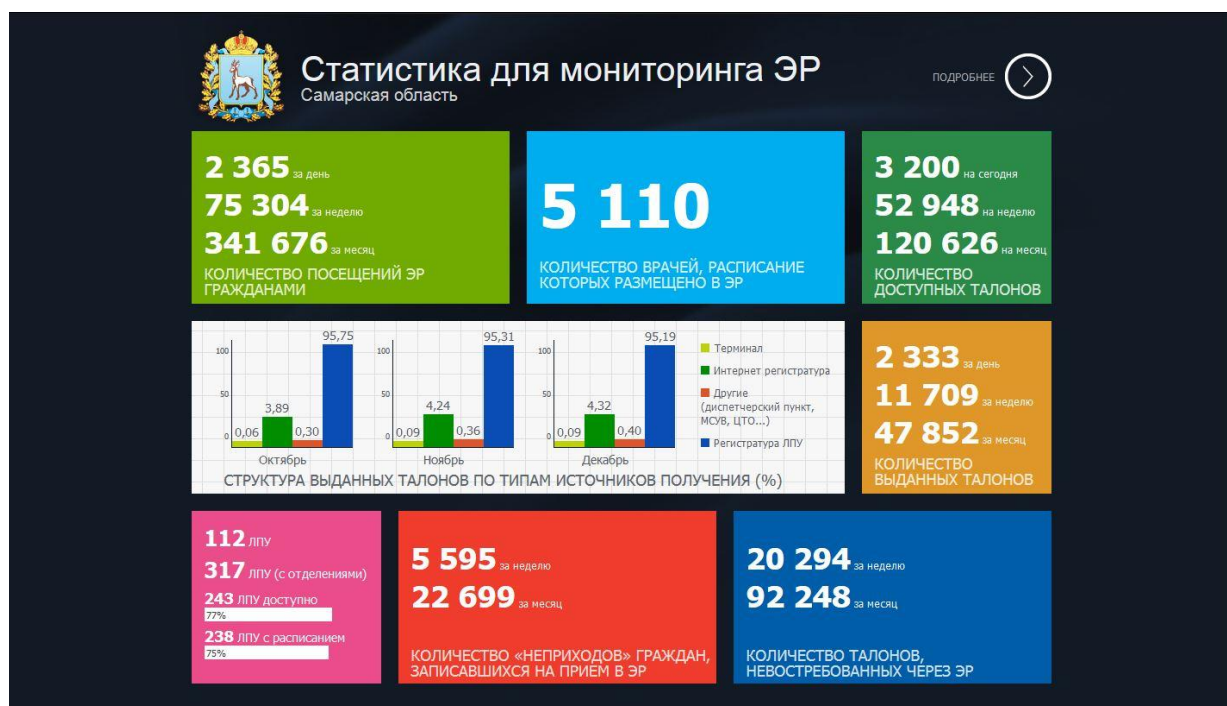 Статистика для мониторинга ЭР
Самарская область
ПОДРОБНЕЕ
2 365 за день
75 304 за неделю
341 676 за месяц
КОЛИЧЕСТВО ПОСЕЩЕНИЙ ЭР
ГРАЖДАНАМИ
5 110
КОЛИЧЕСТВО ВРАЧЕЙ, РАСПИСАНИЕ
КОТОРЫХ РАЗМЕЩЕНО В ЭР
3 200 на сегодня
52 948 на неделю
120 626 на месяц
КОЛИЧЕСТВО
ДОСТУПНЫХ ТАЛОНОВ
100
50
0
0,06
3,89
0,30
95,75
Октябрь
100
50
0
0,09
4,24
0,36
95,31
Ноябрь
100
50
0
0,09
4,32
0,40
95,19
Декабрь
Терминал
Интернет регистратура
Другие
(диспетчерский пункт,
МСУВ, ЦТО...)
Регистратура ЛПУ
СТРУКТУРА ВЫДАННЫХ ТАЛОНОВ ПО ТИПАМ ИСТОЧНИКОВ ПОЛУЧЕНИЯ (%)
2 333 за день
11 709 за неделю
47 852 за месяц
КОЛИЧЕСТВО
ВЫДАННЫХ ТАЛОНОВ
112 ЛПУ
317 ЛПУ (с отделениями)
243 ЛПУ доступно
77%
238 ЛПУ с расписанием
75%
5 595 за неделю
22 699 за месяц
КОЛИЧЕСТВО «НЕПРИХОДОВ» ГРАЖДАН,
ЗАПИСАВШИХСЯ НА ПРИЕМ В ЭР
20 294 за неделю
92 248 за месяц
КОЛИЧЕСТВО ТАЛОНОВ,
НЕВОСТРЕБОВАННЫХ ЧЕРЕЗ ЭР